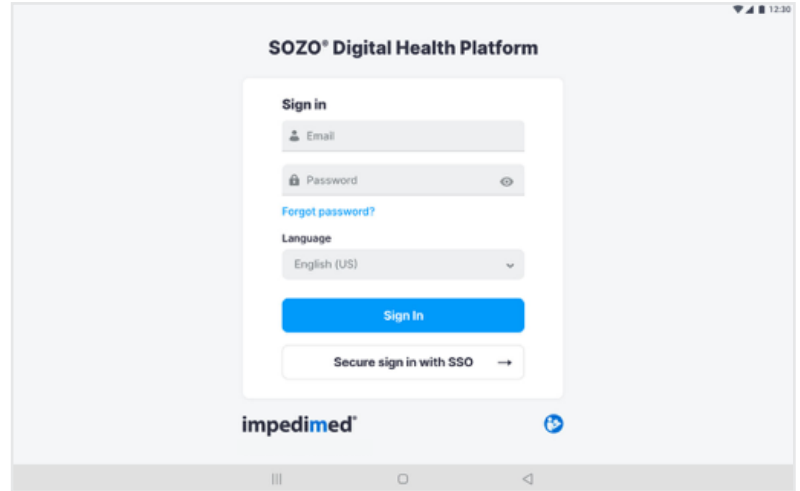 12:30
SOZO® Digital Health Platform
Sign in
Email
Password
Forgot password?
Language
English (US)
Sign In
Secure sign in with SSO
impedimed®